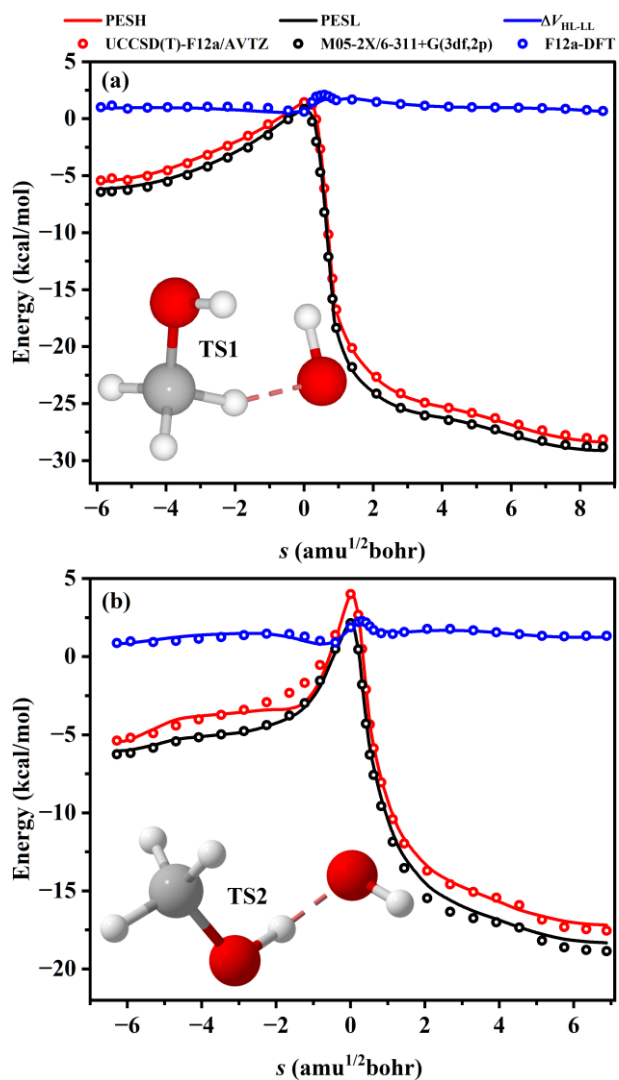 PESH PESL ΔV_HL-LL
UCCSD(T)-F12a/AVTZ M05-2X/6-311+G(3df,2p) F12a-DFT
(a)
5
0
−5
−10
−15
−20
−25
−30
Energy (kcal/mol)
TS1
−6 −4 −2 0 2 4 6 8
s (amu^1/2bohr)
(b)
5
0
−5
−10
−15
−20
Energy (kcal/mol)
TS2
−6 −4 −2 0 2 4 6
s (amu^1/2bohr)